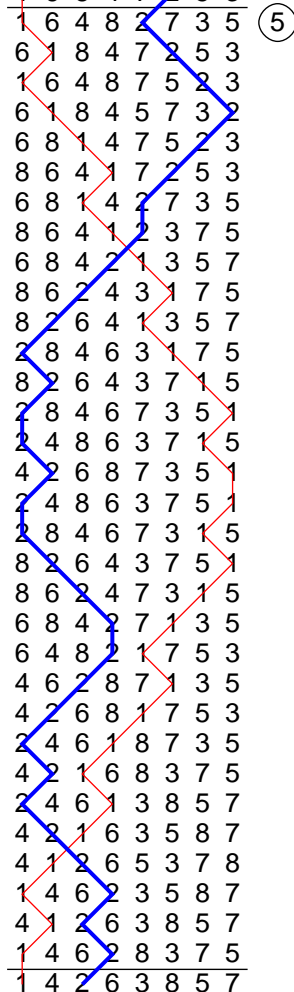 1 6 4 8 2 7 3 5 5
6 1 8 4 7 2 5 3
1 6 4 8 7 5 2 3
6 1 8 4 5 7 3 2
6 8 1 4 7 5 2 3
8 6 4 1 7 2 5 3
6 8 1 4 2 7 3 5
8 6 4 1 2 3 7 5
6 8 4 2 1 3 5 7
8 6 2 4 3 1 7 5
8 2 6 4 1 3 5 7
2 8 4 6 3 1 7 5
8 2 6 4 3 7 1 5
2 8 4 6 7 3 5 1
2 4 8 6 3 7 1 5
4 2 6 8 7 3 5 1
2 4 8 6 3 7 5 1
2 8 4 6 7 3 1 5
8 2 6 4 3 7 5 1
8 6 2 4 7 3 1 5
6 8 4 2 7 1 3 5
6 4 8 2 1 7 5 3
4 6 2 8 7 1 3 5
4 2 6 8 1 7 5 3
2 4 6 1 8 7 3 5
4 2 1 6 8 3 7 5
2 4 6 1 3 8 5 7
4 2 1 6 3 5 8 7
4 1 2 6 5 3 7 8
1 4 6 2 3 5 8 7
4 1 2 6 3 8 5 7
1 4 6 2 8 3 7 5
1 4 2 6 3 8 5 7